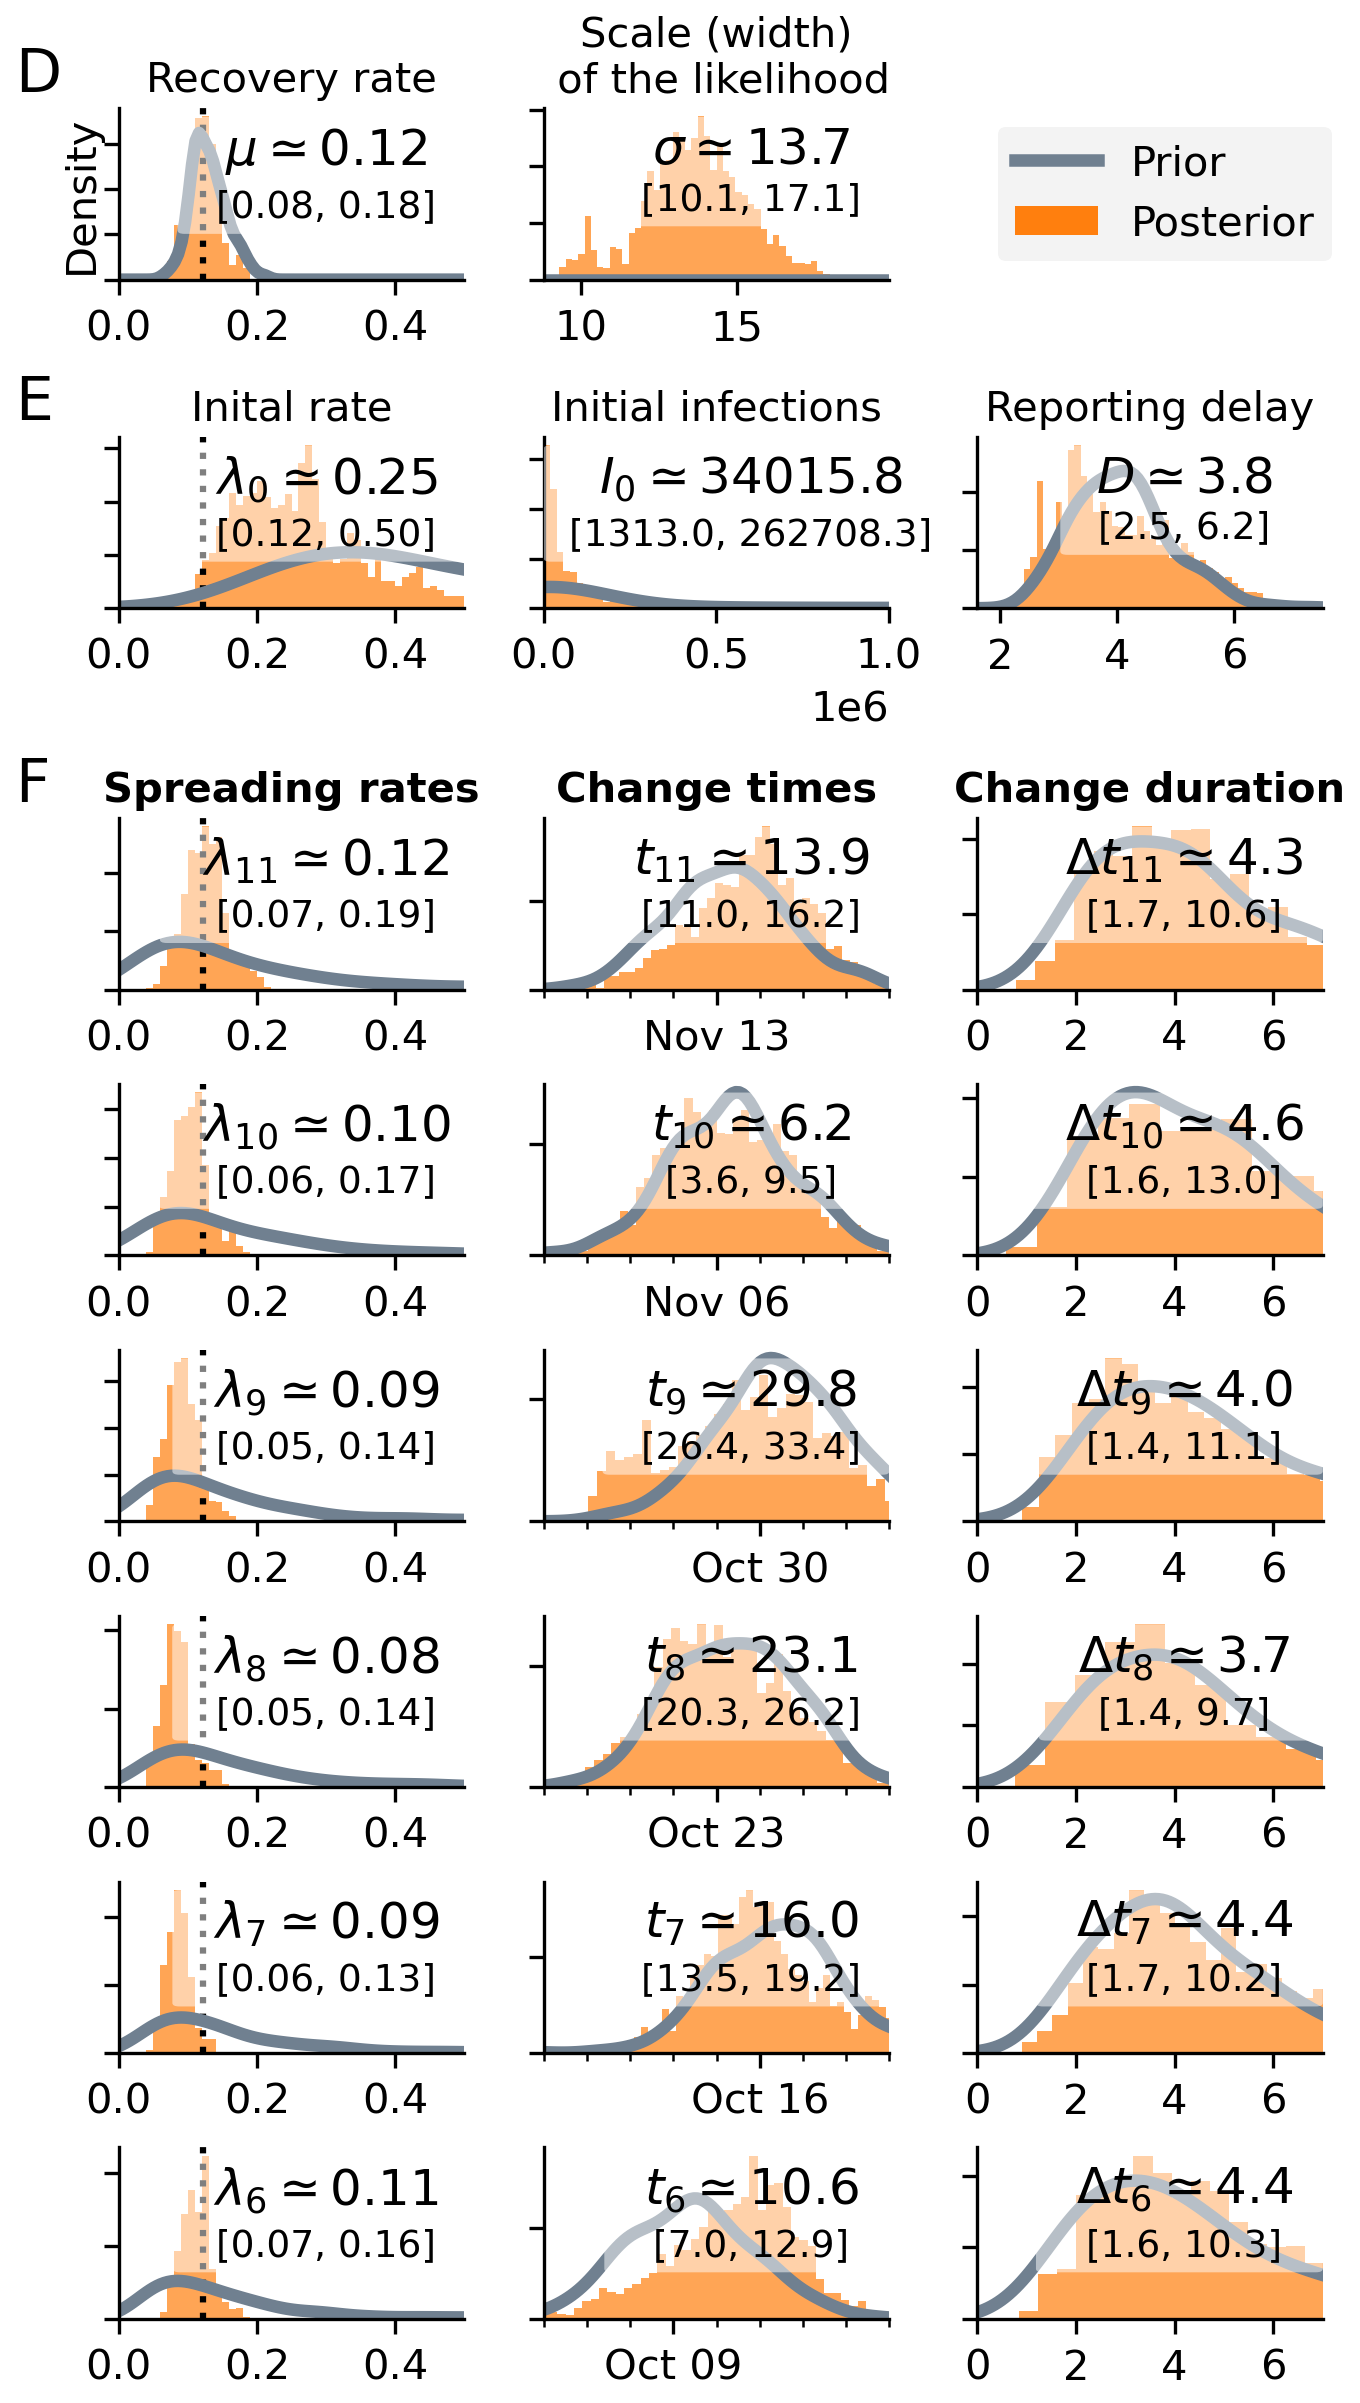 D
Recovery rate
Scale (width)
of the likelihood
Density
μ ≃ 0.12
[0.08, 0.18]
0.0 0.2 0.4
σ ≃ 13.7
[10.1, 17.1]
10 15
Prior
Posterior
E
Inital rate
λ0 ≃ 0.25
[0.12, 0.50]
0.0 0.2 0.4
Initial infections
I0 ≃ 34015.8
[1313.0, 262708.3]
0.0 0.5 1.0
1e6
Reporting delay
D ≃ 3.8
[2.5, 6.2]
2 4 6
F
Spreading rates
Change times
Change duration
λ11 ≃ 0.12
[0.07, 0.19]
0.0 0.2 0.4
t11 ≃ 13.9
[11.0, 16.2]
Nov 13
Δt11 ≃ 4.3
[1.7, 10.6]
0 2 4 6
λ10 ≃ 0.10
[0.06, 0.17]
0.0 0.2 0.4
t10 ≃ 6.2
[3.6, 9.5]
Nov 06
Δt10 ≃ 4.6
[1.6, 13.0]
0 2 4 6
λ9 ≃ 0.09
[0.05, 0.14]
0.0 0.2 0.4
t9 ≃ 29.8
[26.4, 33.4]
Oct 30
Δt9 ≃ 4.0
[1.4, 11.1]
0 2 4 6
λ8 ≃ 0.08
[0.05, 0.14]
0.0 0.2 0.4
t8 ≃ 23.1
[20.3, 26.2]
Oct 23
Δt8 ≃ 3.7
[1.4, 9.7]
0 2 4 6
λ7 ≃ 0.09
[0.06, 0.13]
0.0 0.2 0.4
t7 ≃ 16.0
[13.5, 19.2]
Oct 16
Δt7 ≃ 4.4
[1.7, 10.2]
0 2 4 6
λ6 ≃ 0.11
[0.07, 0.16]
0.0 0.2 0.4
t6 ≃ 10.6
[7.0, 12.9]
Oct 09
Δt6 ≃ 4.4
[1.6, 10.3]
0 2 4 6